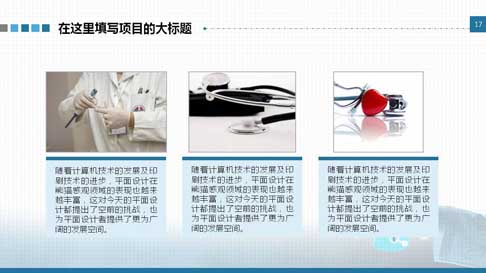 在这里填写项目的大标题
17
随着计算机技术的发展及印
刷技术的进步，平面设计在
熊猫感观领域的表现也越来
越丰富，这对今天的平面设
计都提出了空前的挑战，也
为平面设计者提供了更为广
阔的发展空间。
随着计算机技术的发展及印
刷技术的进步，平面设计在
熊猫感观领域的表现也越来
越丰富，这对今天的平面设
计都提出了空前的挑战，也
为平面设计者提供了更为广
阔的发展空间。
随着计算机技术的发展及印
刷技术的进步，平面设计在
熊猫感观领域的表现也越来
越丰富，这对今天的平面设
计都提出了空前的挑战，也
为平面设计者提供了更为广
阔的发展空间。